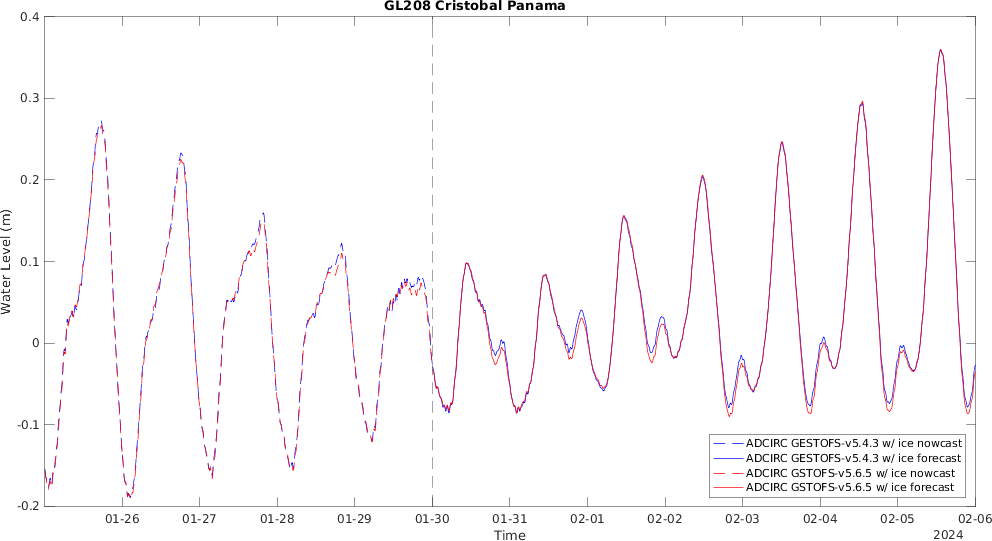 GL208 Cristobal Panama
0.4
0.3
0.2
0.1
0
-0.1
-0.2
Water Level (m)
ADCIRC GESTOFS-v5.4.3 w/ ice nowcast
ADCIRC GESTOFS-v5.4.3 w/ ice forecast
ADCIRC GSTOFS-v5.6.5 w/ ice nowcast
ADCIRC GSTOFS-v5.6.5 w/ ice forecast
01-26 01-27 01-28 01-29 01-30 01-31 02-01 02-02 02-03 02-04 02-05 02-06
Time
2024